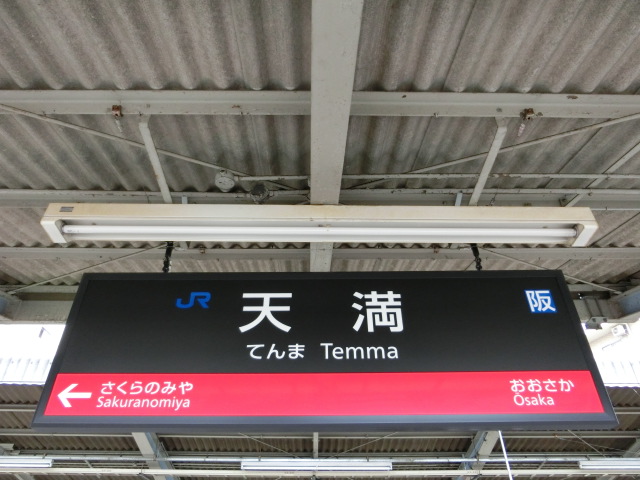 JR 天満 阪
てんま Temma
← さくらのみや おおさか
Sakuranomiya Osaka